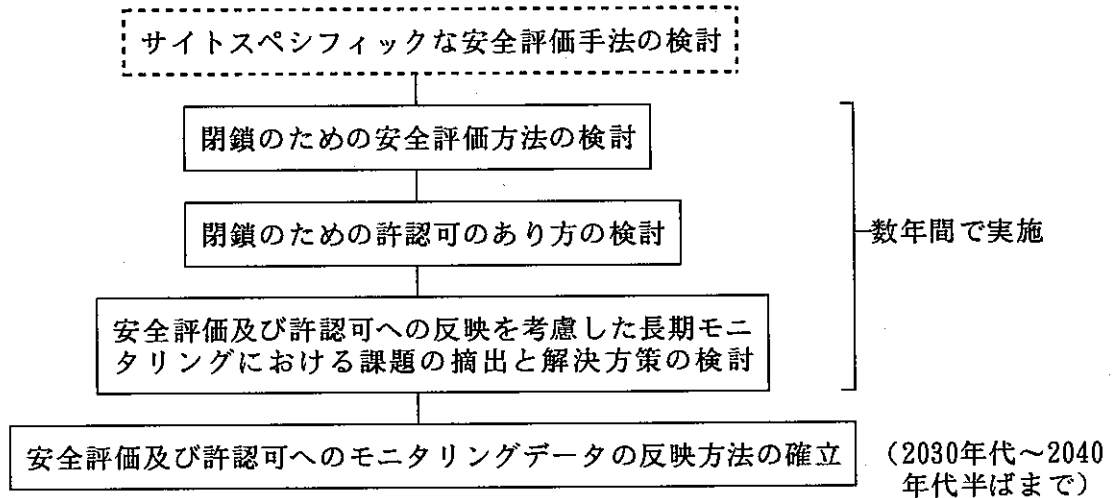 サイトスペシフィックな安全評価手法の検討
閉鎖のための安全評価方法の検討
閉鎖のための許認可のあり方の検討
数年間で実施
安全評価及び許認可への反映を考慮した長期モニ
タリングにおける課題の摘出と解決方策の検討
安全評価及び許認可へのモニタリングデータの反映方法の確立
(2030年代～2040
年代半ばまで)